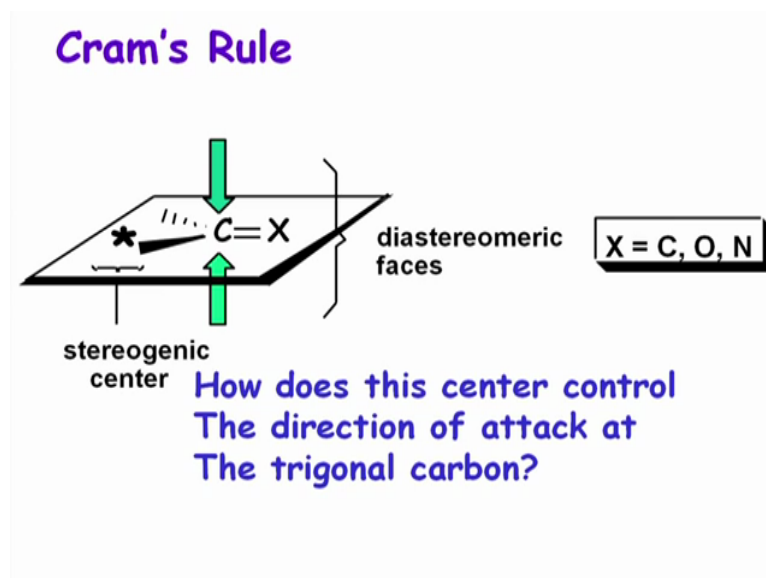 Cram's Rule
* C=X
diastereomeric
faces
X = C, O, N
stereogenic
center
How does this center control
The direction of attack at
The trigonal carbon?